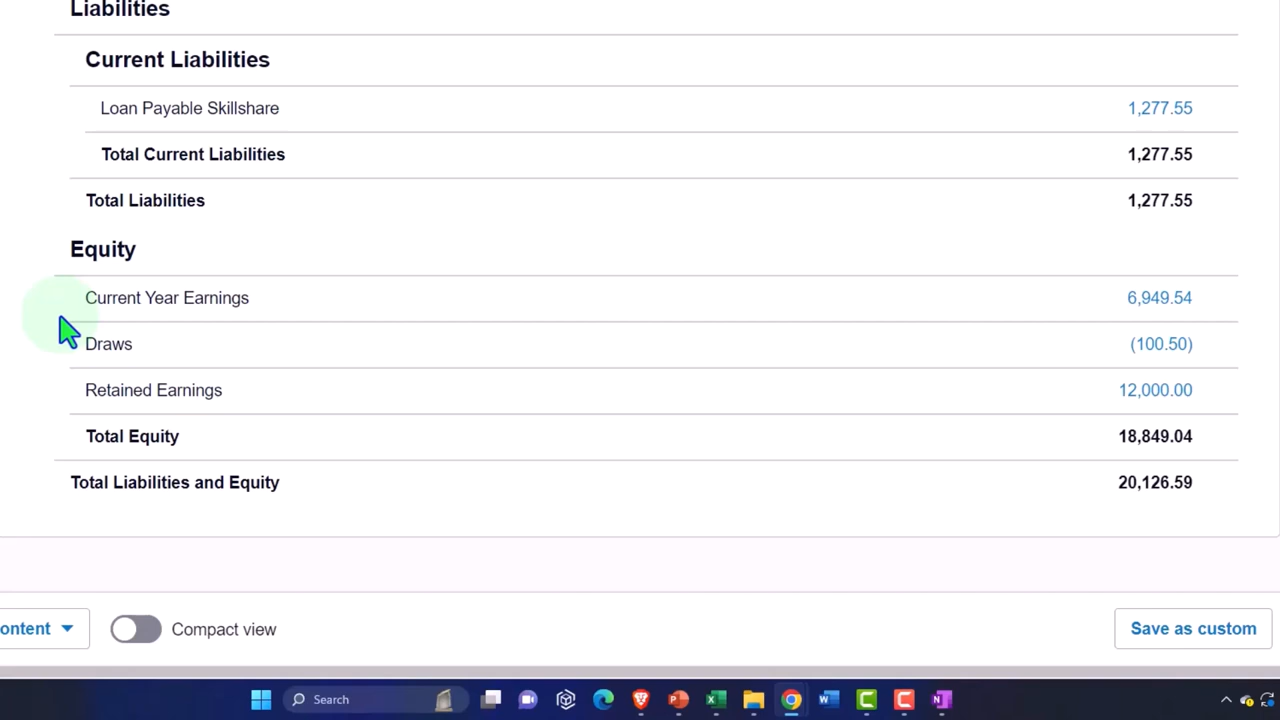 Liabilities
Current Liabilities
Loan Payable Skillshare 1,277.55
Total Current Liabilities 1,277.55
Total Liabilities 1,277.55
Equity
Current Year Earnings 6,949.54
Draws (100.50)
Retained Earnings 12,000.00
Total Equity 18,849.04
Total Liabilities and Equity 20,126.59
ontent Compact view Save as custom
Search